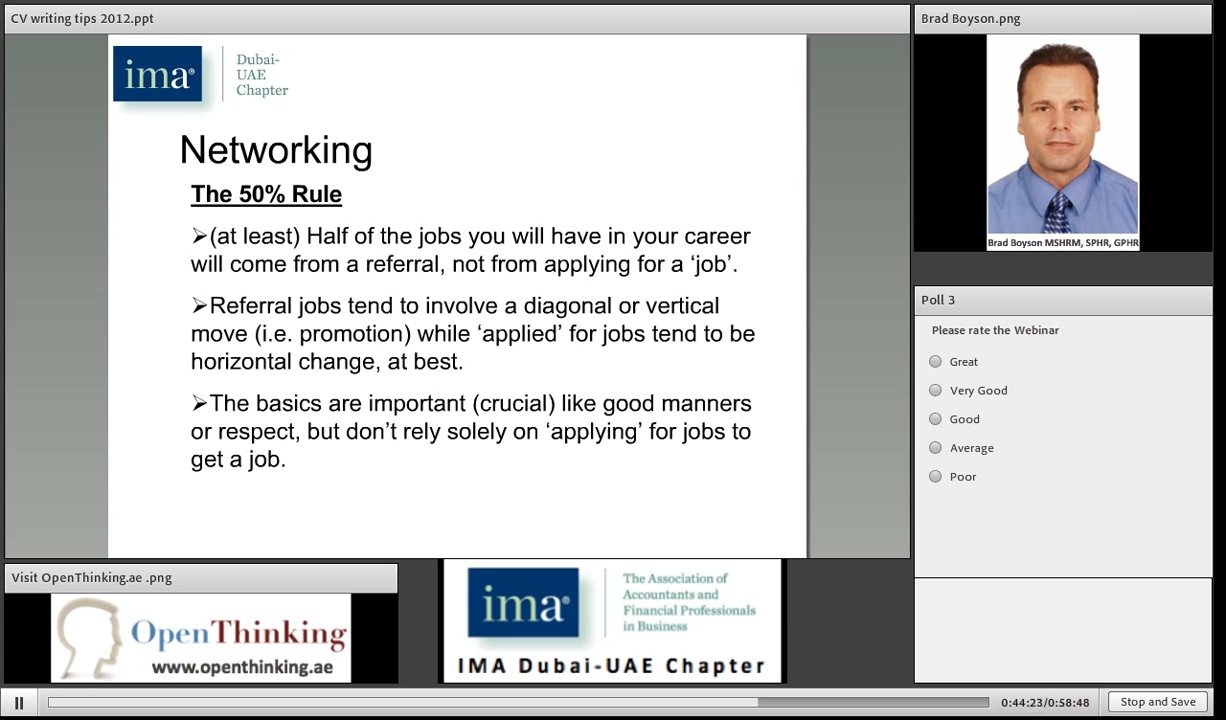 CV writing tips 2012.ppt
ima®
Dubai-
UAE
Chapter
Networking
The 50% Rule
➢(at least) Half of the jobs you will have in your career
will come from a referral, not from applying for a ‘job’.
➢Referral jobs tend to involve a diagonal or vertical
move (i.e. promotion) while ‘applied’ for jobs tend to be
horizontal change, at best.
➢The basics are important (crucial) like good manners
or respect, but don’t rely solely on ‘applying’ for jobs to
get a job.
Brad Boyson.png
Brad Boyson MSHRM, SPHR, GPHR
Poll 3
Please rate the Webinar
Great
Very Good
Good
Average
Poor
Visit OpenThinking.ae .png
OpenThinking
www.openthinking.ae
ima®
The Association of
Accountants and
Financial Professionals
in Business
IMA Dubai-UAE Chapter
0:44:23/0:58:48
Stop and Save